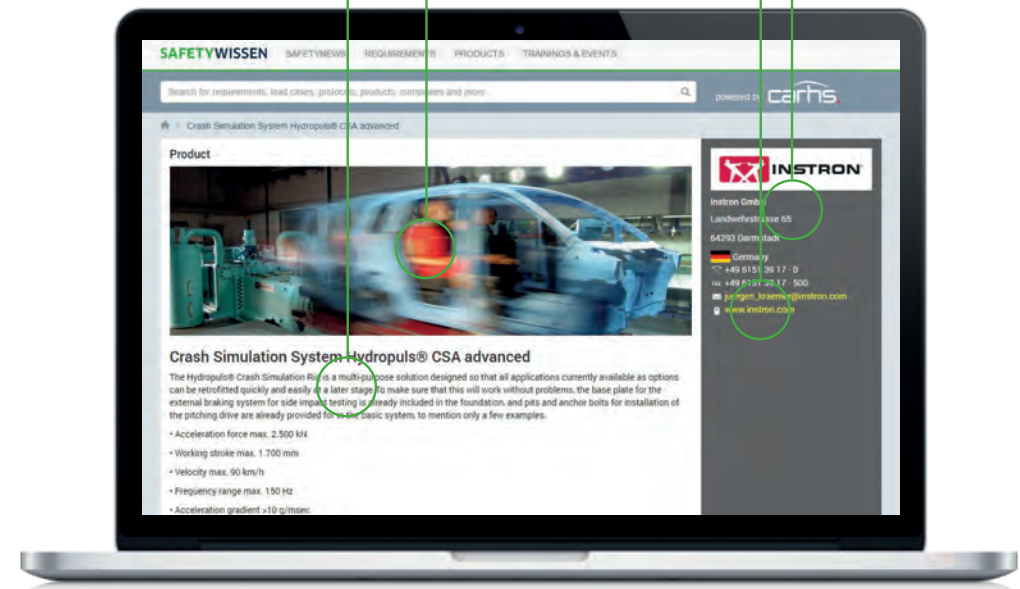 SAFETYWISSEN SAFETYNEWS REQUIREMENTS PRODUCTS TRAININGS & EVENTS
Search for requirements, load cases, protocols, products, companies and more
powered by carhs.
Crash Simulation System Hydropuls® CSA advanced
Product
INSTRON
Instron GmbH
Landwehrstrasse 65
64293 Darmstadt
Germany
+49 6151 39 17 - 0
+49 6151 39 17 - 500
juergen_kraemer@instron.com
www.instron.com
Crash Simulation System Hydropuls® CSA advanced
The Hydropuls® Crash Simulation Rig is a multi-purpose solution designed so that all applications currently available as options
can be retrofitted quickly and easily at a later stage. To make sure that this will work without problems, the base plate for the
external braking system for side impact testing is already included in the foundation, and pits and anchor bolts for installation of
the pitching drive are already provided for in the basic system, to mention only a few examples.
• Acceleration force max. 2.500 kN
• Working stroke max. 1.700 mm
• Velocity max. 90 km/h
• Frequency range max. 150 Hz
• Acceleration gradient >10 g/msec